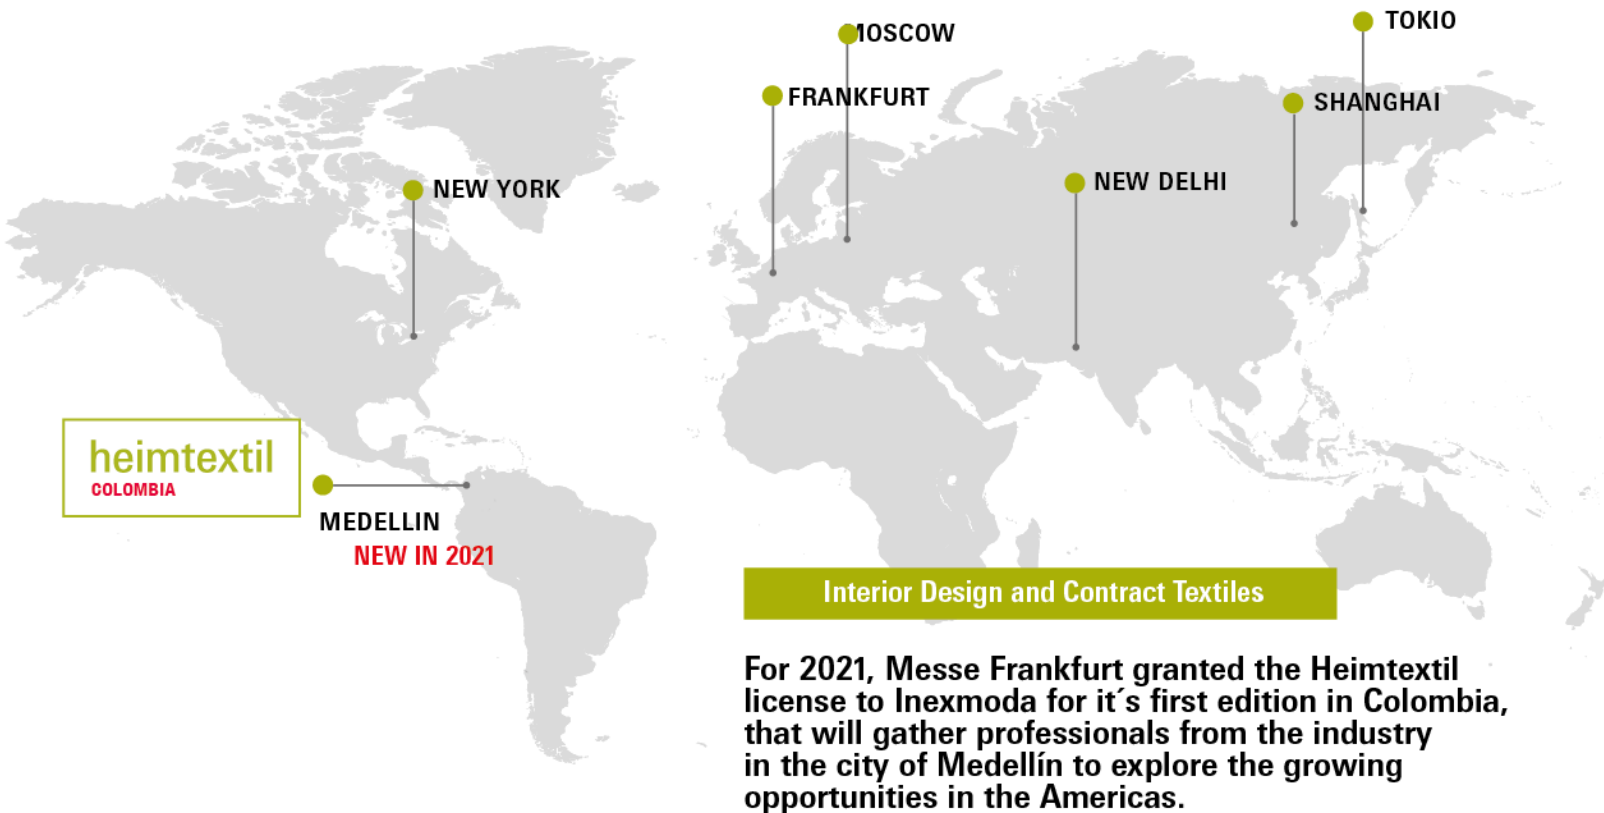 TOKIO
MOSCOW
FRANKFURT
SHANGHAI
NEW DELHI
NEW YORK
heimtextil
COLOMBIA
MEDELLIN
NEW IN 2021
Interior Design and Contract Textiles
For 2021, Messe Frankfurt granted the Heimtextil
license to Inexmoda for it´s first edition in Colombia,
that will gather professionals from the industry
in the city of Medellín to explore the growing
opportunities in the Americas.